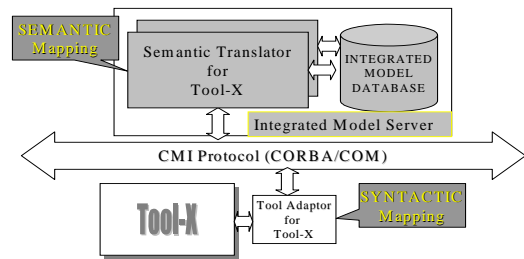 SEMANTIC
Mapping
Semantic Translator
for
Tool-X
INTEGRATED
MODEL
DATABASE
Integrated Model Server
CMI Protocol (CORBA/COM)
Tool-X
Tool Adaptor
for
Tool-X
SYNTACTIC
Mapping